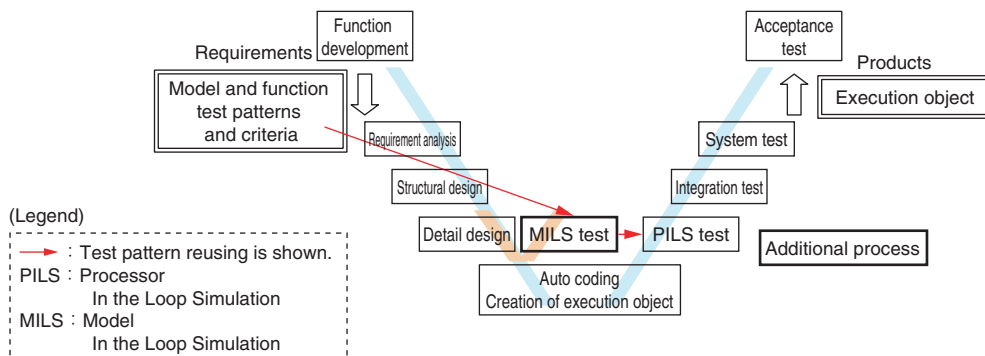 Function
development
Acceptance
test
Requirements
Products
Model and function
test patterns
and criteria
Execution object
Requirement analysis
System test
Structural design
Integration test
(Legend)
Detail design
MILS test
PILS test
Additional process
: Test pattern reusing is shown.
PILS : Processor
In the Loop Simulation
MILS : Model
In the Loop Simulation
Auto coding
Creation of execution object